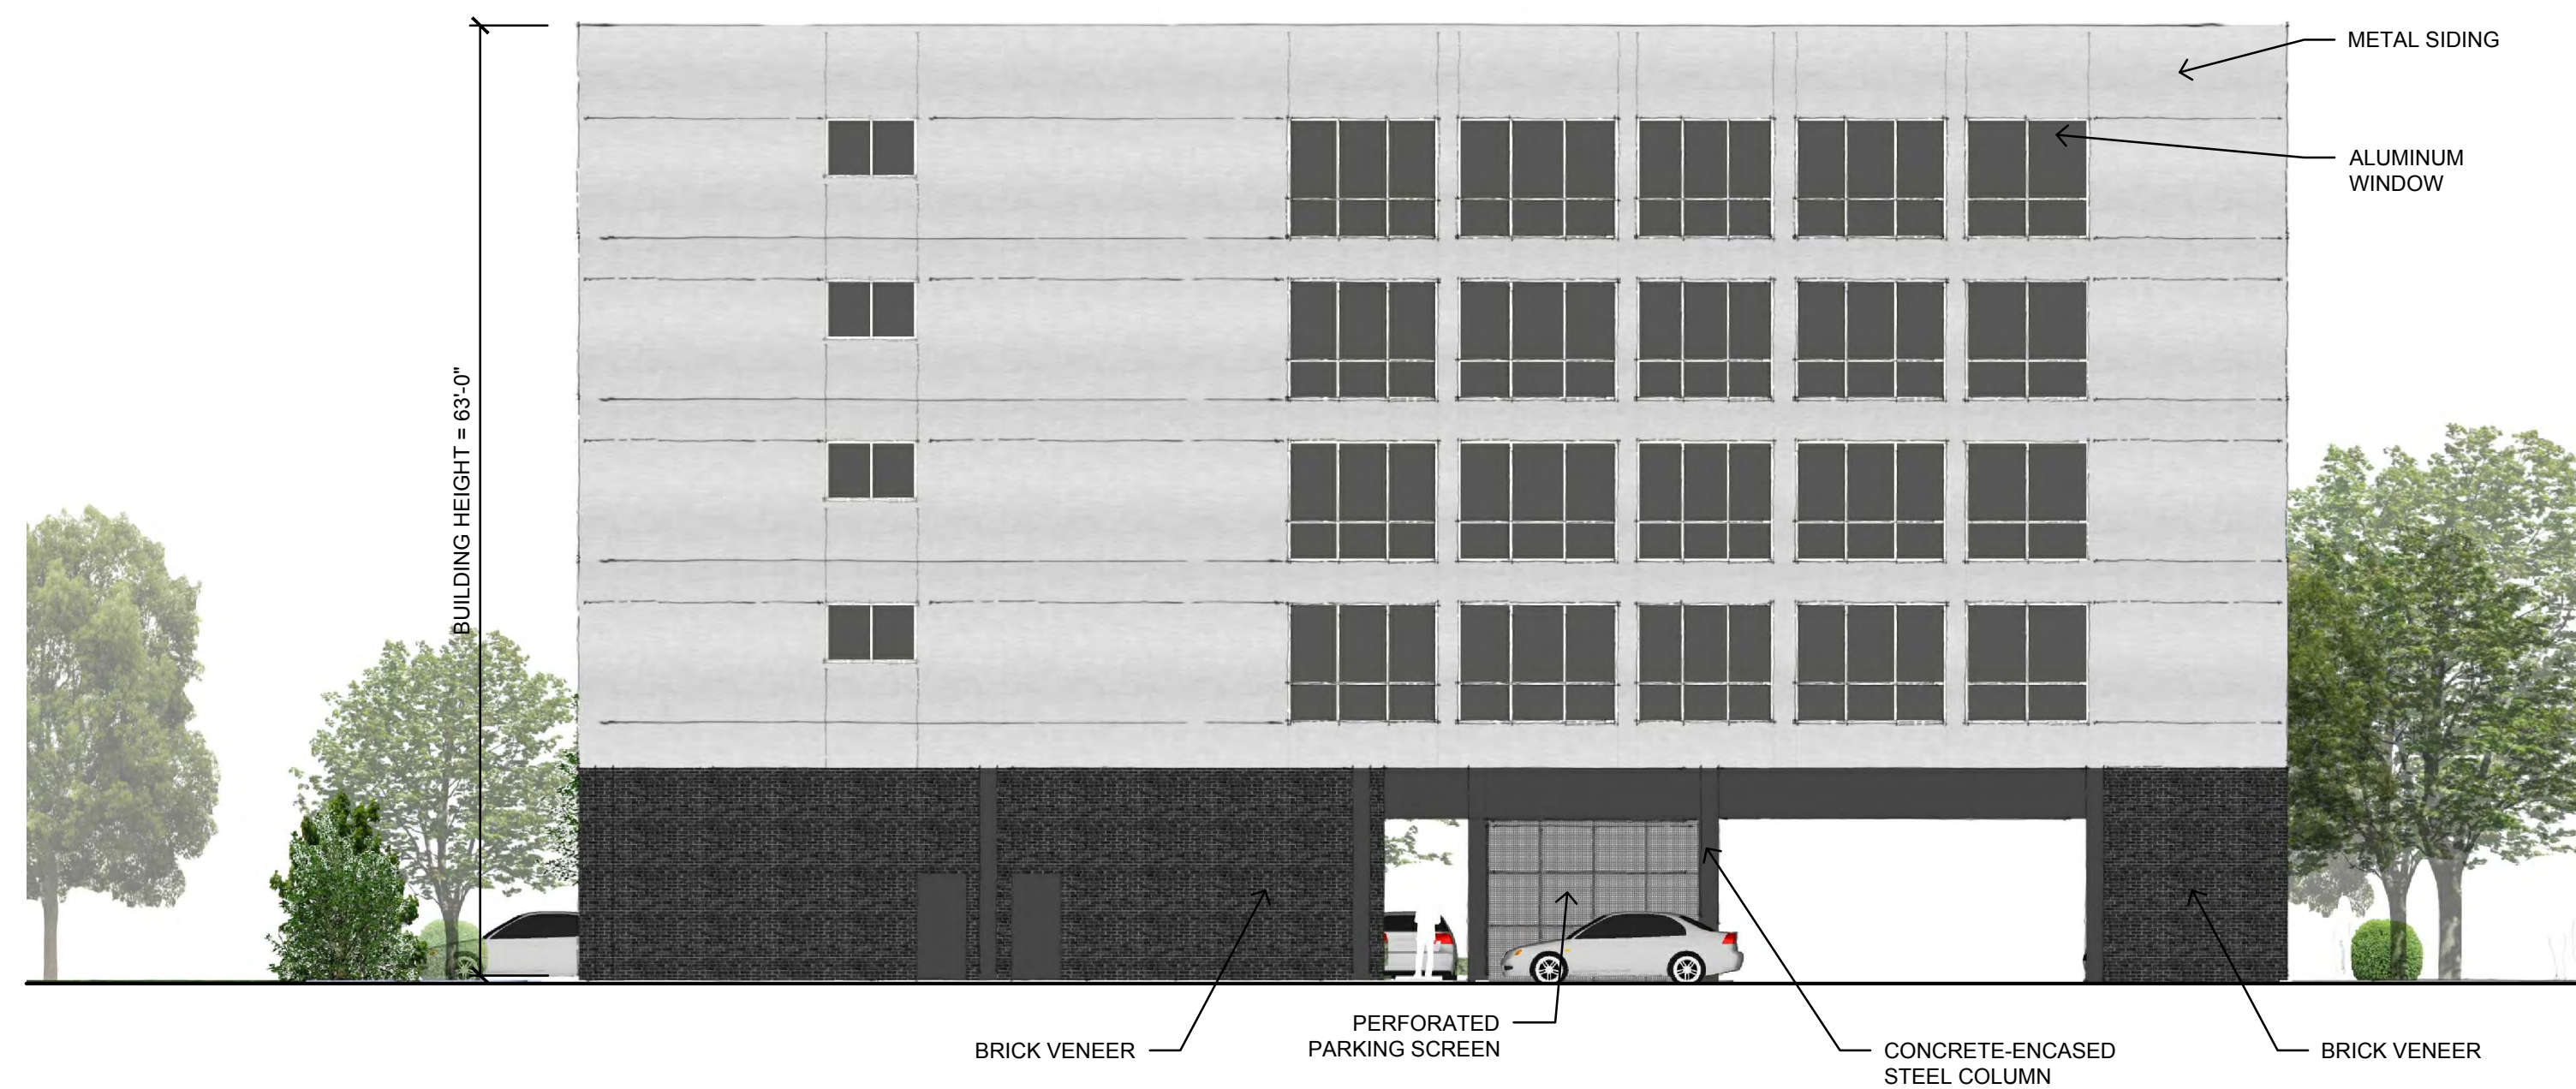 METAL SIDING
ALUMINUM
WINDOW
BUILDING HEIGHT = 63'-0"
BRICK VENEER
PERFORATED
PARKING SCREEN
CONCRETE-ENCASED
STEEL COLUMN
BRICK VENEER